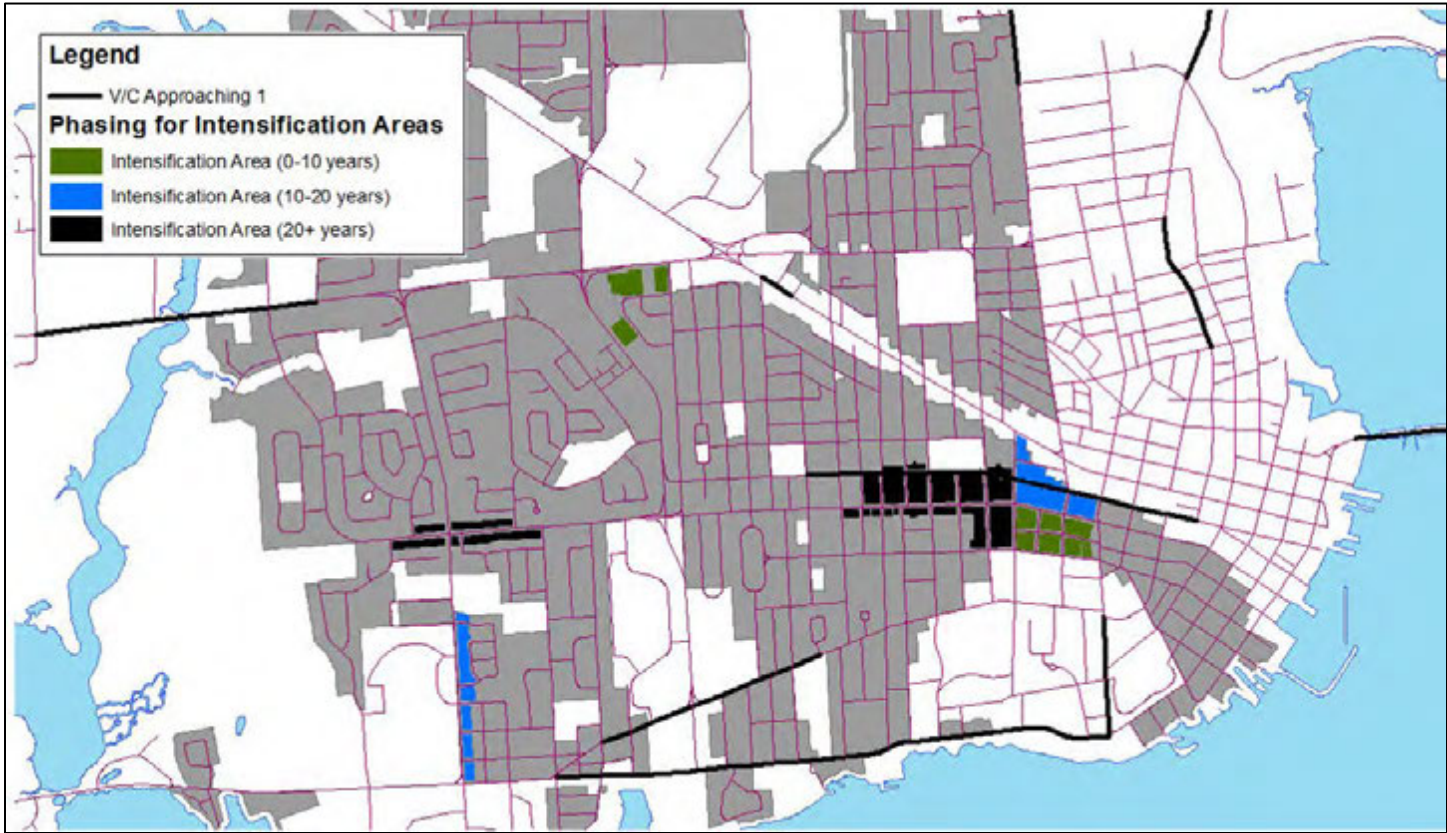 Legend
V/C Approaching 1
Phasing for Intensification Areas
Intensification Area (0-10 years)
Intensification Area (10-20 years)
Intensification Area (20+ years)